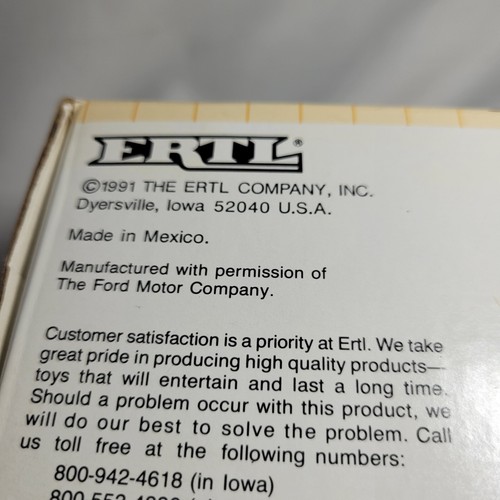 ERTL®
©1991 THE ERTL COMPANY, INC.
Dyersville, Iowa 52040 U.S.A.
Made in Mexico.
Manufactured with permission of
The Ford Motor Company.
Customer satisfaction is a priority at Ertl. We take
great pride in producing high quality products—
toys that will entertain and last a long time.
Should a problem occur with this product, we
will do our best to solve the problem. Call
us toll free at the following numbers:
800-942-4618 (in Iowa)